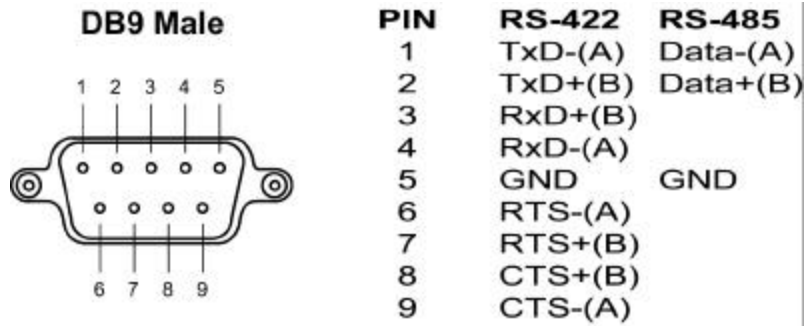 DB9 Male
1 2 3 4 5
6 7 8 9
PIN RS-422 RS-485
1 TxD-(A) Data-(A)
2 TxD+(B) Data+(B)
3 RxD+(B)
4 RxD-(A)
5 GND GND
6 RTS-(A)
7 RTS+(B)
8 CTS+(B)
9 CTS-(A)